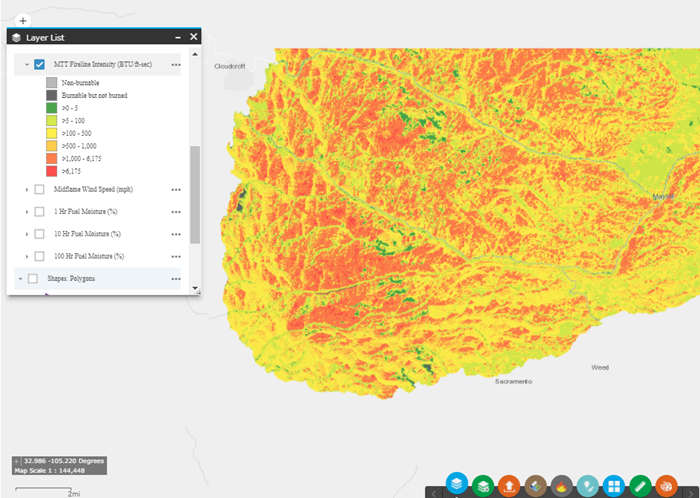 Layer List
MTT Fireline Intensity (BTU/ft-sec)
Non-burnable
Burnable but not burned
>0 - 5
>5 - 100
>100 - 500
>500 - 1,000
>1,000 - 6,175
>6,175
Midflame Wind Speed (mph)
1 Hr Fuel Moisture (%)
10 Hr Fuel Moisture (%)
100 Hr Fuel Moisture (%)
Shapes: Polygons
Cloudcroft
Weed
Sacramento
32.986 -105.220 Degrees
Map Scale 1 : 144,448
2mi